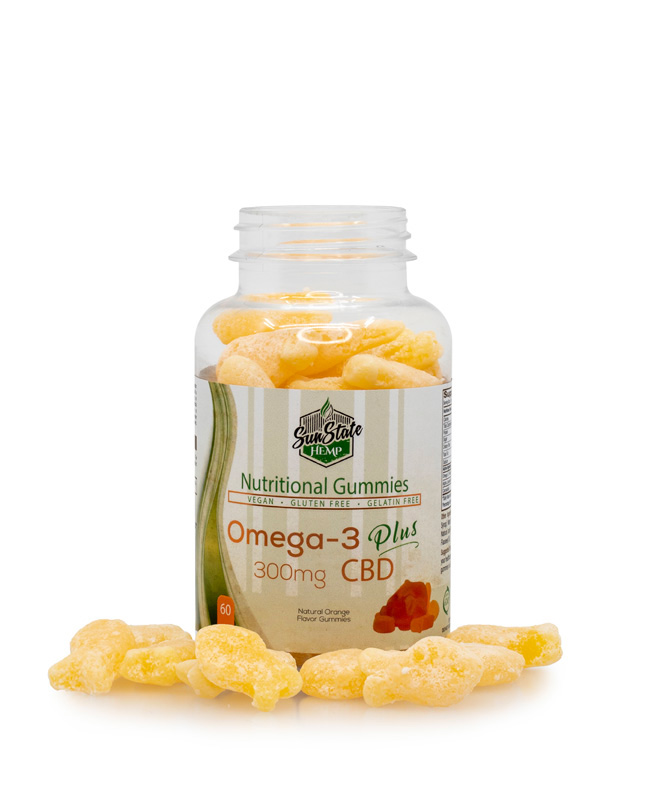 SunState
HEMP
Nutritional Gummies
VEGAN • GLUTEN FREE • GELATIN FREE
Omega-3 Plus
300mg CBD
60
Natural Orange
Flavor Gummies